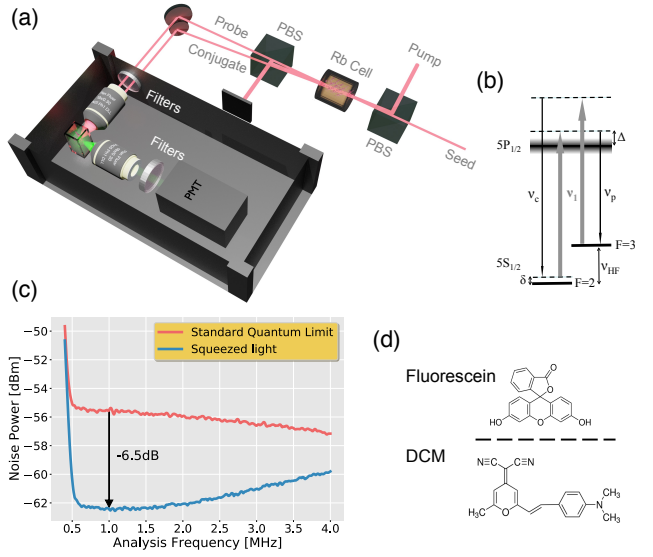 (a)
Probe
PBS
Conjugate
Rb Cell
Pump
PBS
Seed
Filters
Filters
PMT
(b)
5P1/2
Δ
νc
ν1
νp
F=3
5S1/2
νHF
δ
F=2
(c)
−50
−52
−54
−56
−58
−60
−62
Noise Power [dBm]
Standard Quantum Limit
Squeezed light
-6.5dB
0.5 1.0 1.5 2.0 2.5 3.0 3.5 4.0
Analysis Frequency [MHz]
(d)
Fluorescein
O
O
HO
O
OH
DCM
N≡C
C≡N
H3C
O
N
CH3
CH3